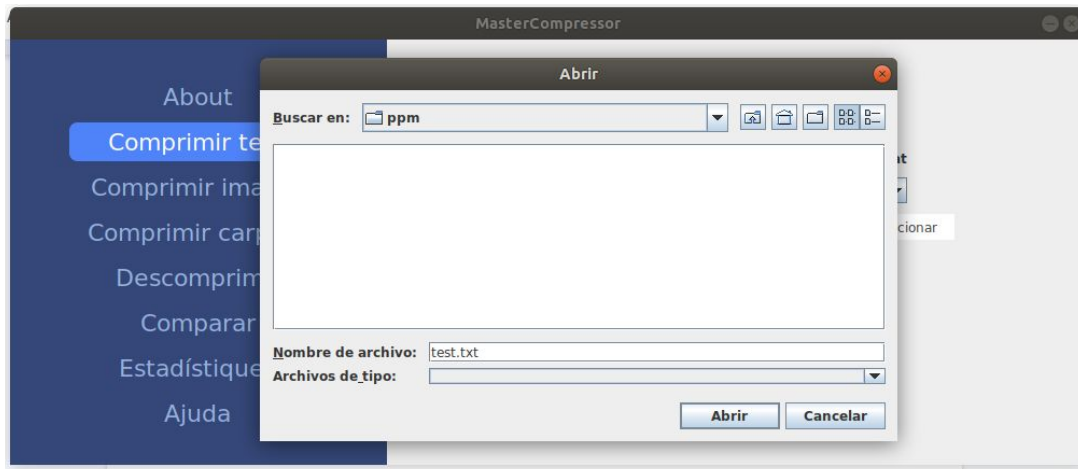 MasterCompressor
Abrir
About
Comprimir te
Comprimir ima
Comprimir carp
Descomprim
Comparar
Estadístique
Ajuda
Buscar en: ppm
Nombre de archivo: test.txt
Archivos de tipo:
Abrir Cancelar
at
cionar